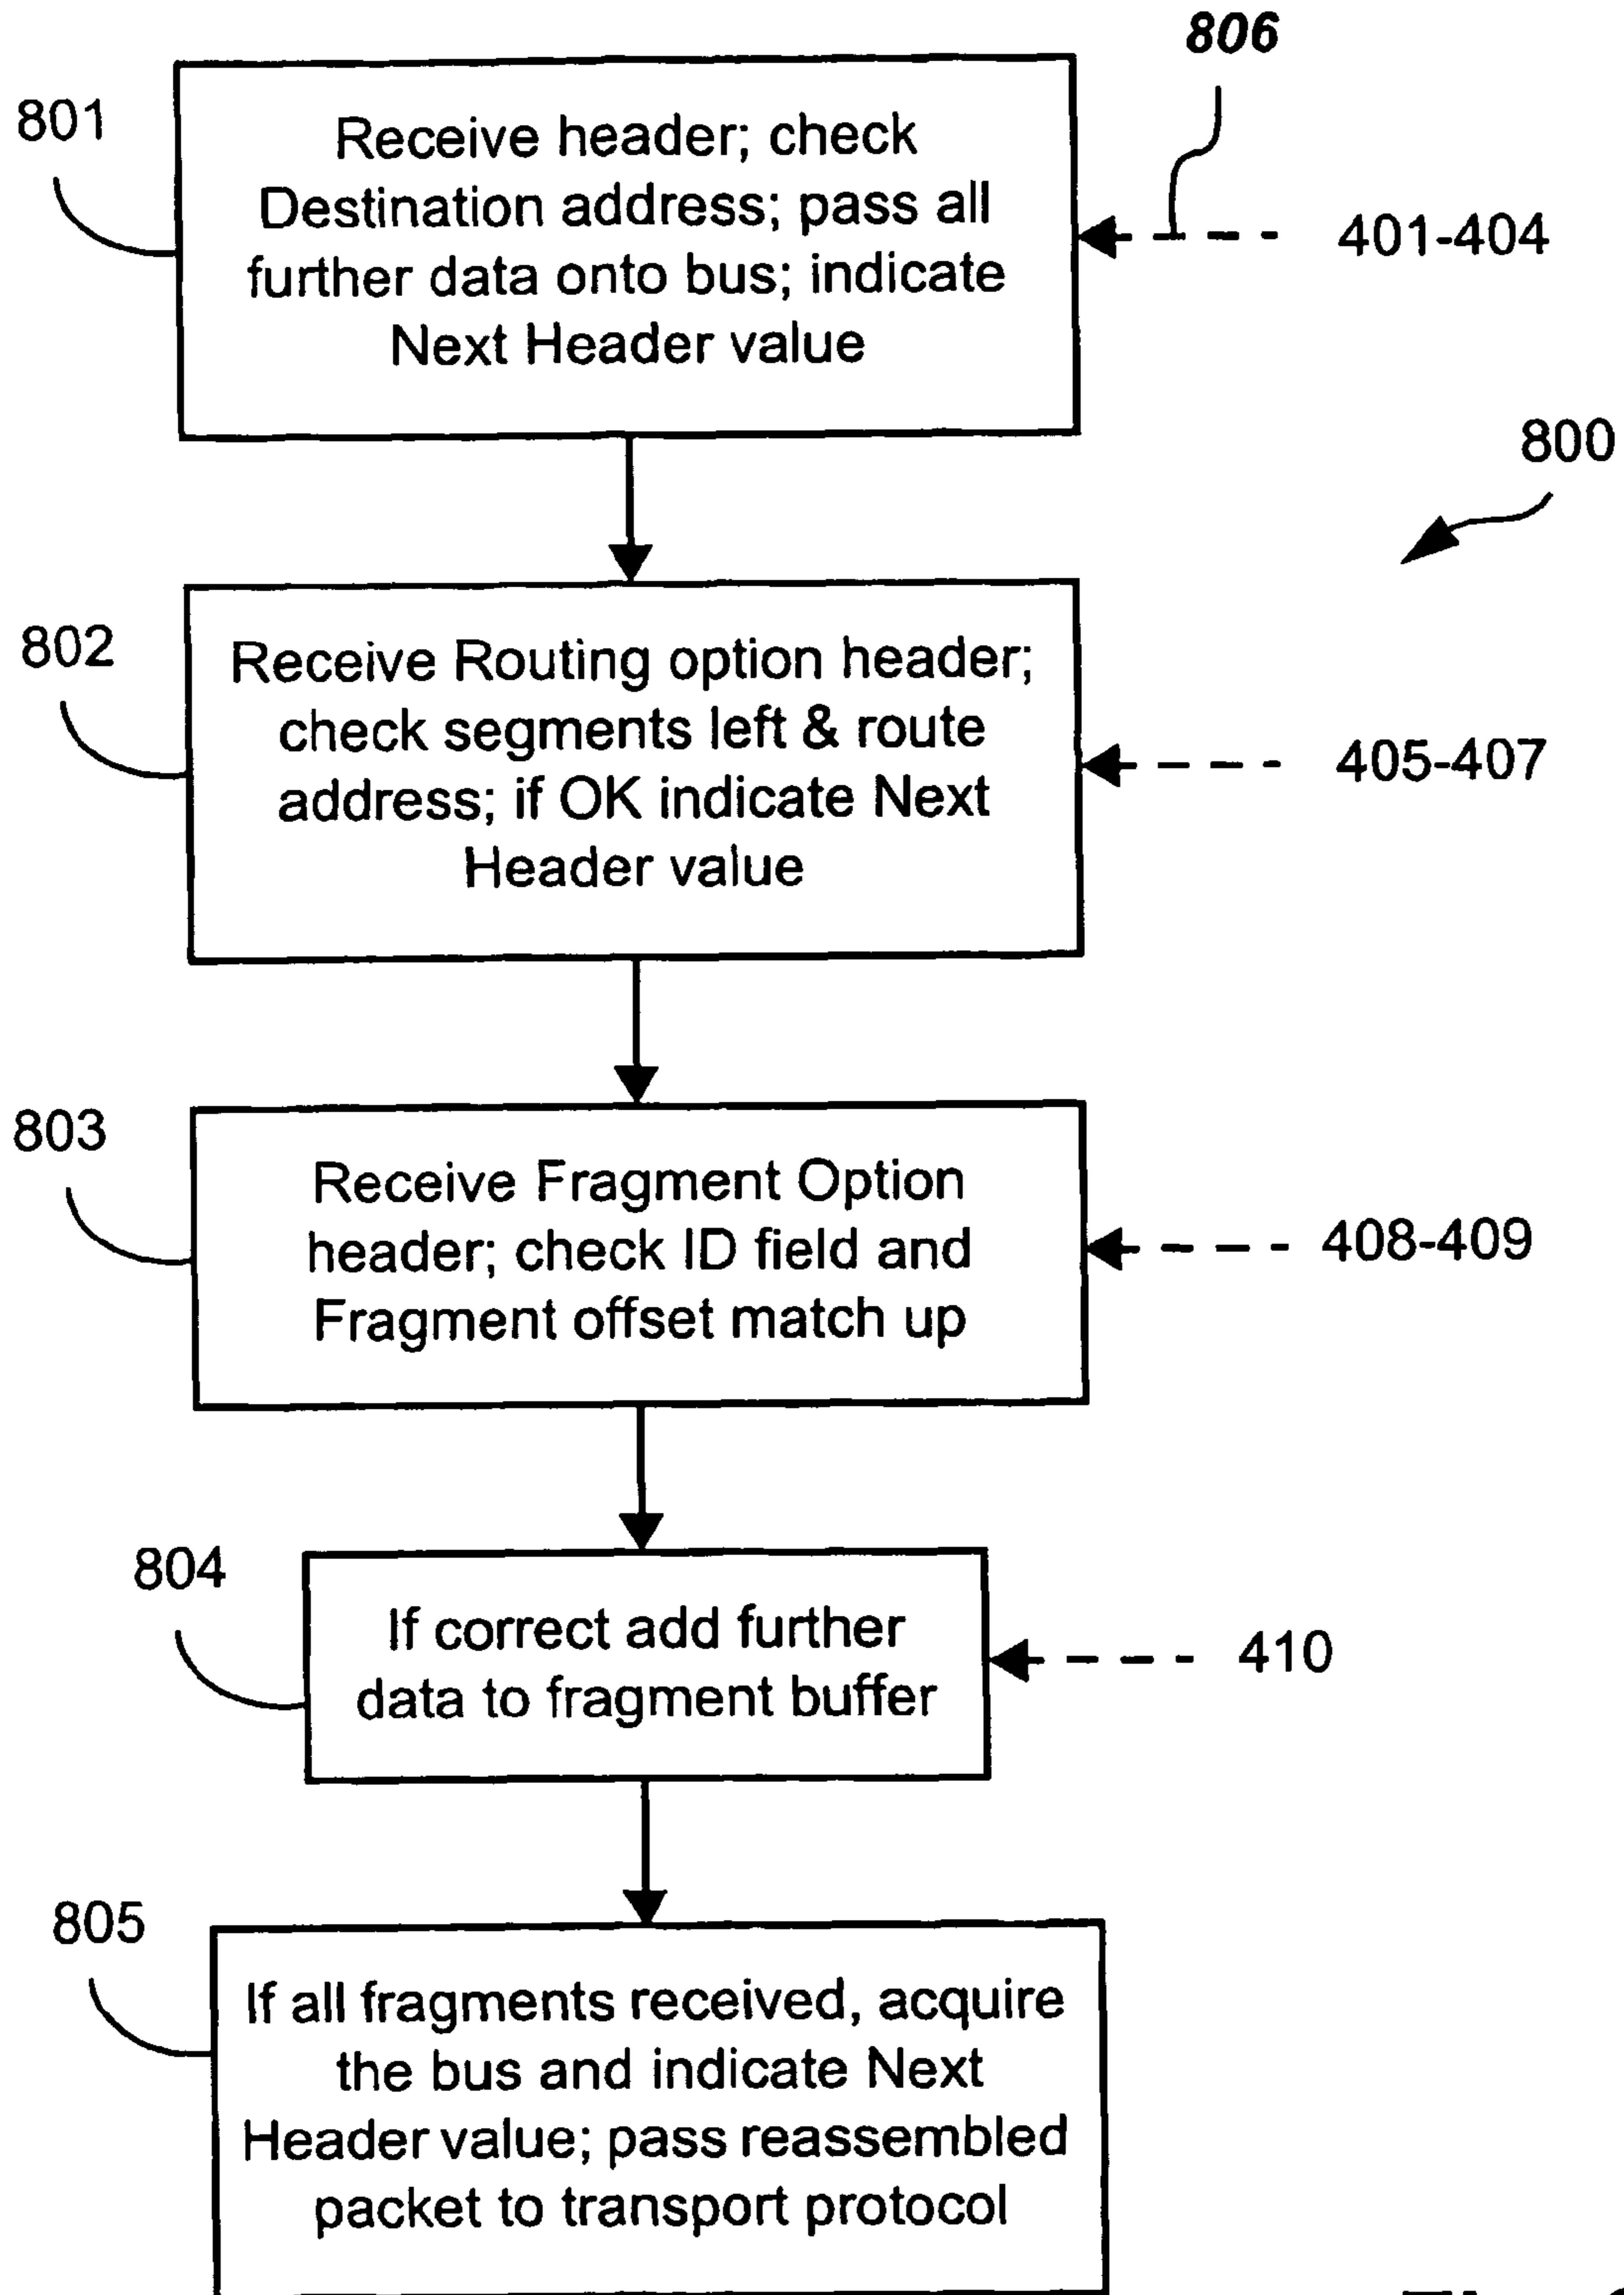 806
801
Receive header; check
Destination address; pass all
further data onto bus; indicate
Next Header value
401-404
800
802
Receive Routing option header;
check segments left & route
address; if OK indicate Next
Header value
405-407
803
Receive Fragment Option
header; check ID field and
Fragment offset match up
408-409
804
If correct add further
data to fragment buffer
410
805
If all fragments received, acquire
the bus and indicate Next
Header value; pass reassembled
packet to transport protocol